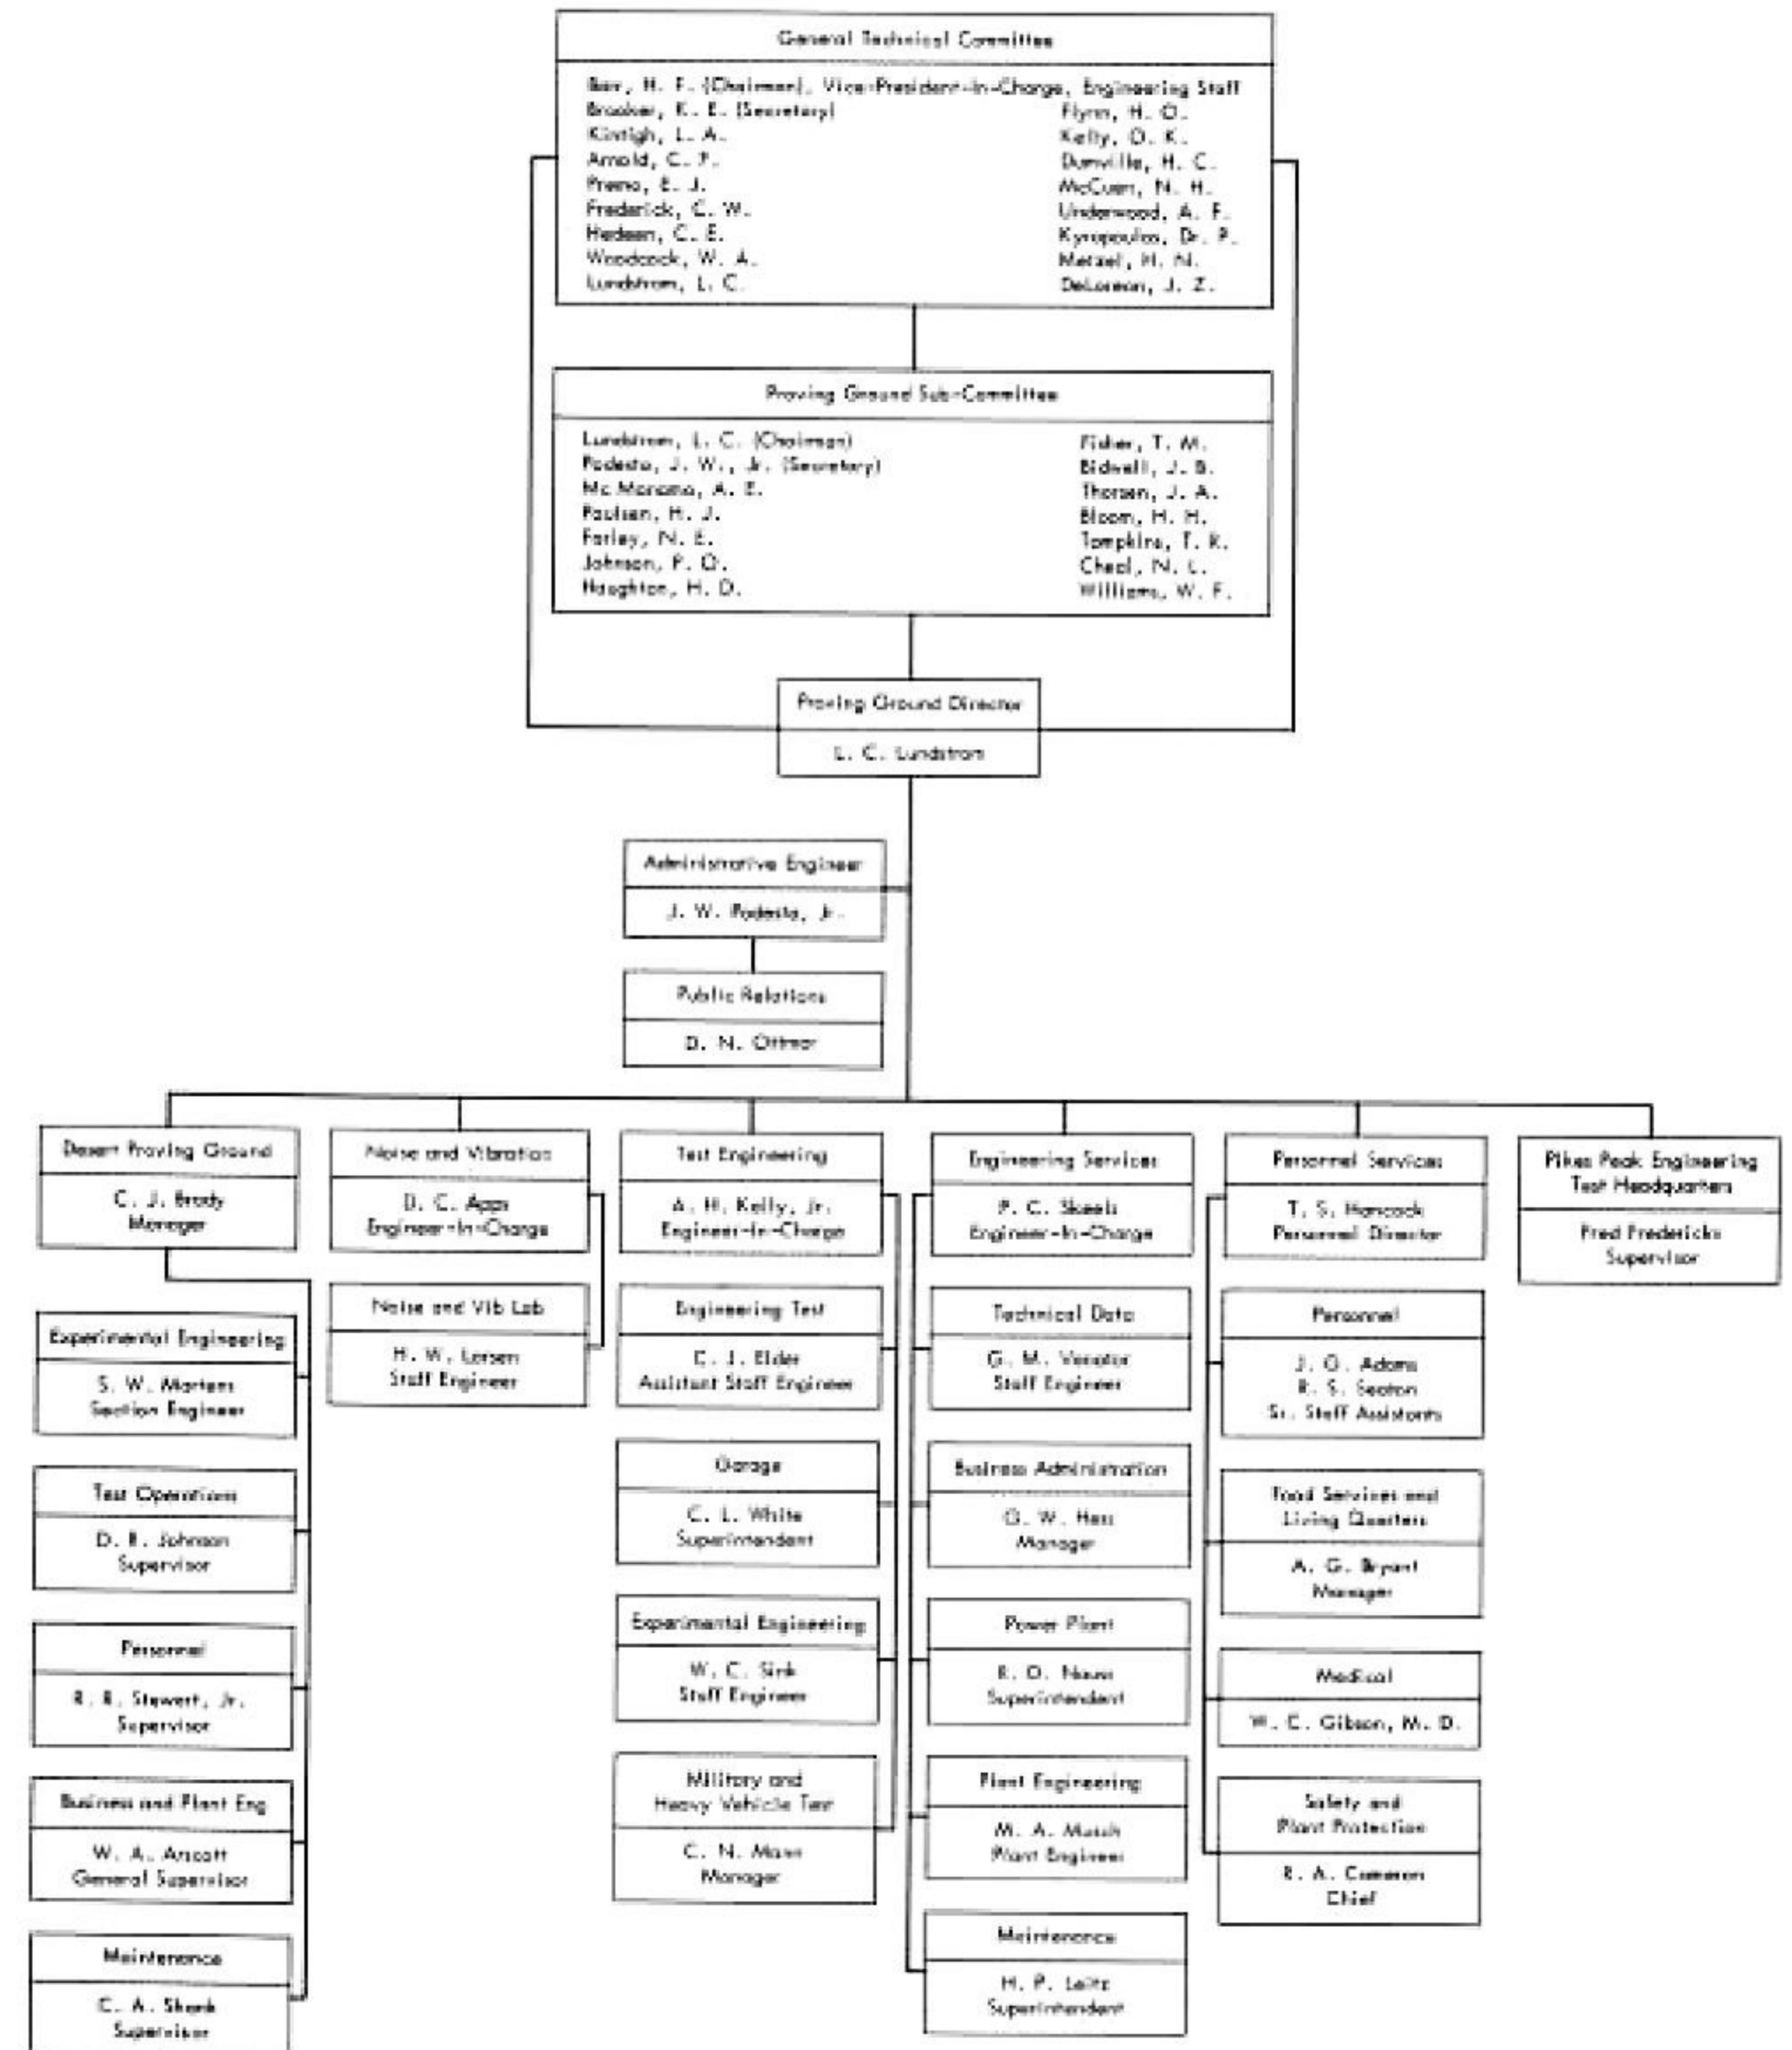 General Technical Committee
Barr, H. F. (Chairman), Vice-President-In-Charge, Engineering Staff
Brooker, K. E. (Secretary)
Kintigh, L. A.
Arnold, C. F.
Premo, E. J.
Frederick, C. W.
Hedeen, C. E.
Woodcock, W. A.
Lundstrom, L. C.
Flynn, H. O.
Kelly, O. K.
Dumville, H. C.
McCuen, N. H.
Underwood, A. F.
Kyropoulos, Dr. P.
Metzel, H. N.
DeLorean, J. Z.
Proving Ground Sub-Committee
Lundstrom, L. C. (Chairman)
Podesta, J. W., Jr. (Secretary)
Mc Manama, A. E.
Paulsen, H. J.
Farley, N. E.
Johnson, P. O.
Haughton, H. D.
Fisher, T. M.
Bidwell, J. B.
Thorsen, J. A.
Bloom, H. H.
Tompkins, T. R.
Cheal, N. L.
Williams, W. F.
Proving Ground Director
L. C. Lundstrom
Administrative Engineer
J. W. Podesta, Jr.
Public Relations
D. N. Ottmar
Desert Proving Ground
C. J. Brady
Manager
Experimental Engineering
S. W. Martens
Section Engineer
Test Operations
D. R. Johnson
Supervisor
Personnel
R. R. Stewart, Jr.
Supervisor
Business and Plant Eng
W. A. Arscott
General Supervisor
Maintenance
C. A. Shank
Supervisor
Noise and Vibration
D. C. Apps
Engineer-In-Charge
Noise and Vib Lab
H. W. Larsen
Staff Engineer
Test Engineering
A. H. Kelly, Jr.
Engineer-In-Charge
Engineering Test
C. J. Elder
Assistant Staff Engineer
Garage
C. L. White
Superintendent
Experimental Engineering
W. C. Sink
Staff Engineer
Military and
Heavy Vehicle Test
C. N. Mann
Manager
Engineering Services
P. C. Skeels
Engineer-In-Charge
Technical Data
G. M. Venator
Staff Engineer
Business Administration
O. W. Hess
Manager
Power Plant
R. D.
Superintendent
Plant Engineering
M. A.
Plant Engineer
Maintenance
H. P. Leitz
Superintendent
Personnel Services
T. S. Hancock
Personnel Director
Personnel
J. O. Adams
R. S. Seaton
Sr. Staff Assistants
Food Services and
Living Quarters
A. G. Bryant
Manager
Medical
W. C. Gibson, M. D.
Safety and
Plant Protection
R. A. Cameron
Chief
Pikes Peak Engineering
Test Headquarters
Fred Fredericks
Supervisor